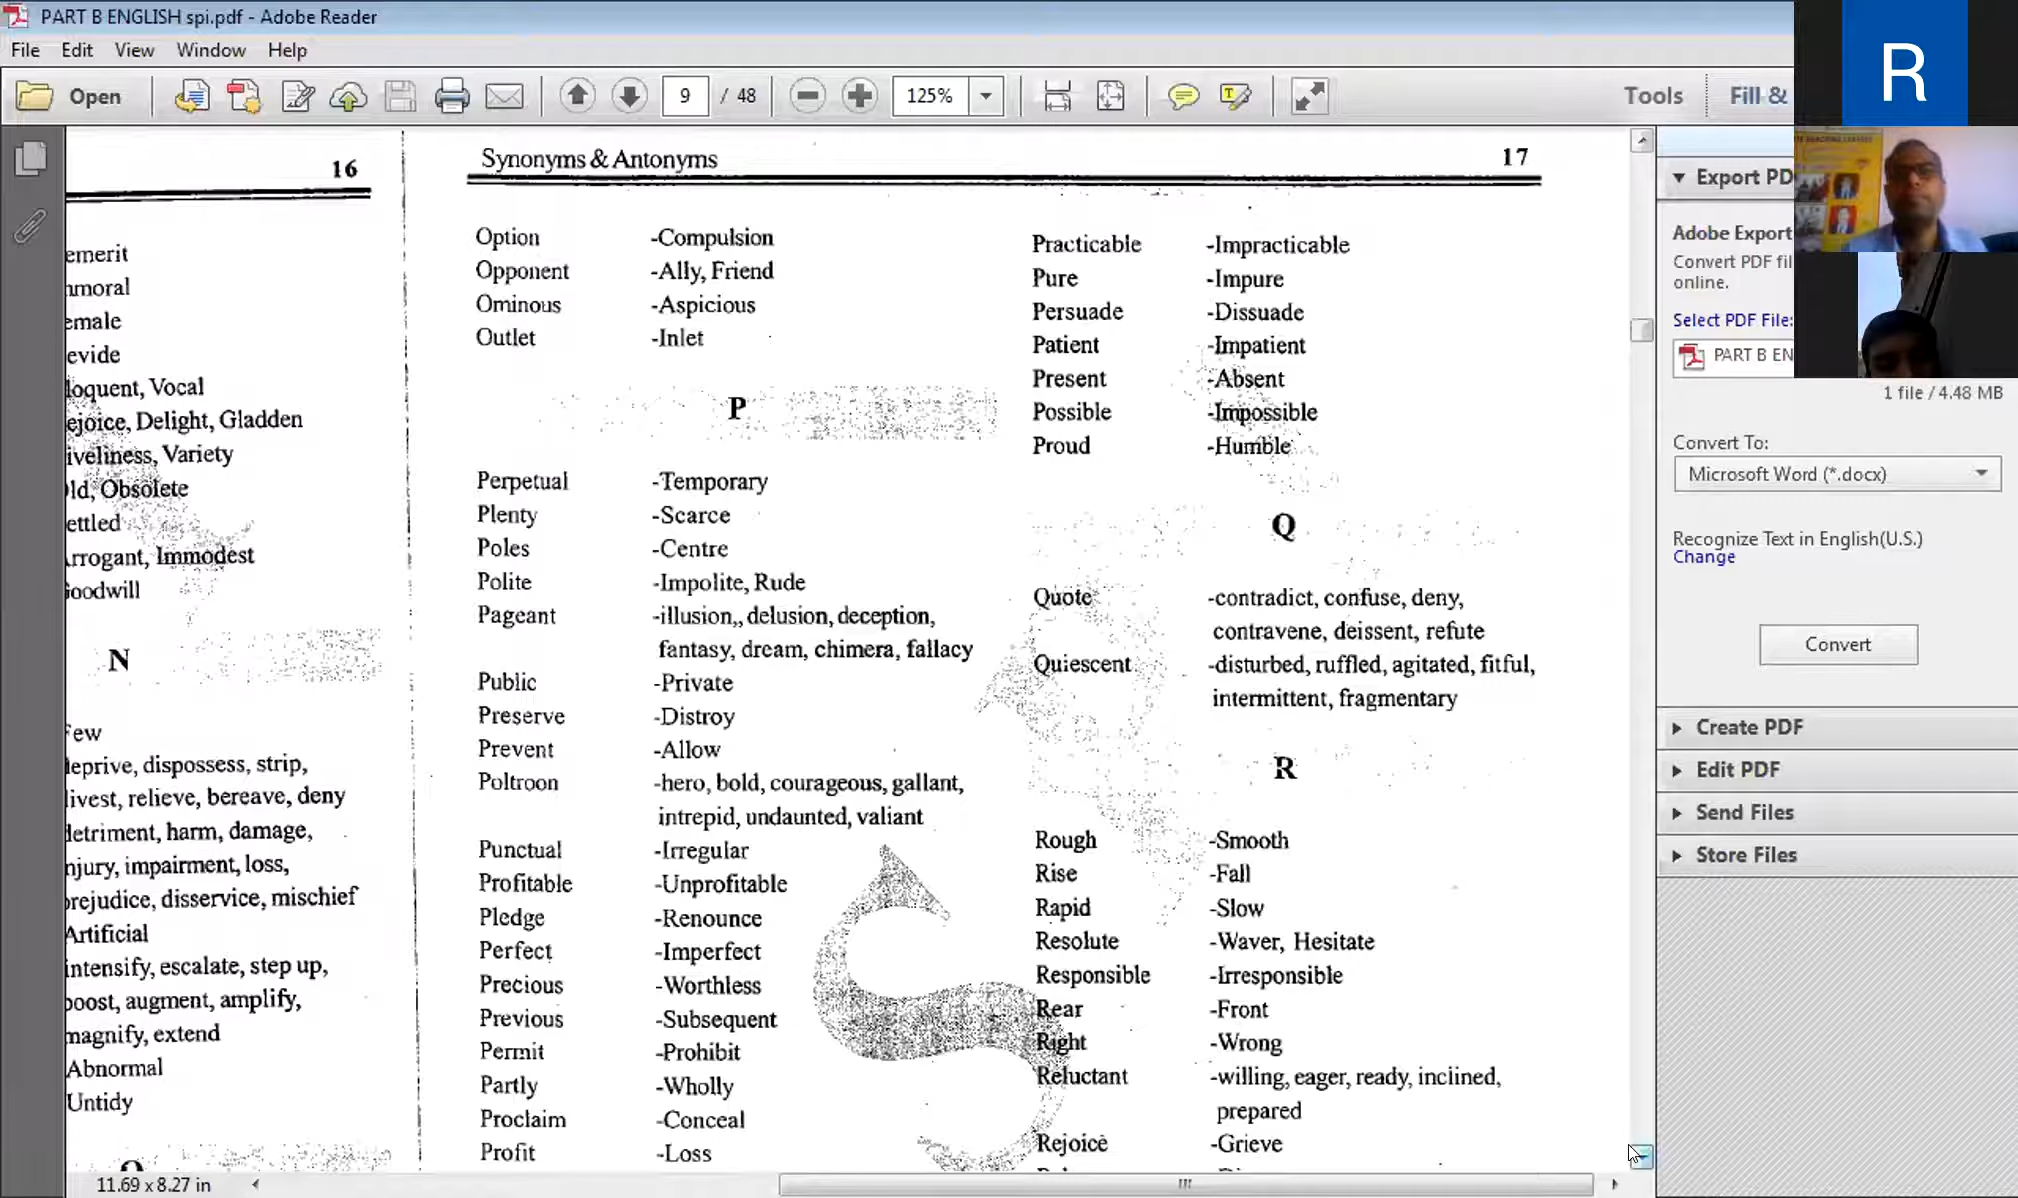 PART B ENGLISH spi.pdf - Adobe Reader
File Edit View Window Help
Open 9 / 48 125% Tools Fill &
R
16
emerit
moral
emale
evide
loquent, Vocal
ejoice, Delight, Gladden
iveliness, Variety
ld, Obsolete
ettled
rrogant, Immodest
oodwill
N
Few
deprive, dispossess, strip,
divest, relieve, bereave, deny
detriment, harm, damage,
njury, impairment, loss,
prejudice, disservice, mischief
Artificial
intensify, escalate, step up,
boost, augment, amplify,
magnify, extend
Abnormal
Untidy
Synonyms & Antonyms 17
Option -Compulsion
Opponent -Ally, Friend
Ominous -Aspicious
Outlet -Inlet
P
Perpetual -Temporary
Plenty -Scarce
Poles -Centre
Polite -Impolite, Rude
Pageant -illusion,, delusion, deception,
fantasy, dream, chimera, fallacy
Public -Private
Preserve -Distroy
Prevent -Allow
Poltroon -hero, bold, courageous, gallant,
intrepid, undaunted, valiant
Punctual -Irregular
Profitable -Unprofitable
Pledge -Renounce
Perfect -Imperfect
Precious -Worthless
Previous -Subsequent
Permit -Prohibit
Partly -Wholly
Proclaim -Conceal
Profit -Loss
Practicable -Impracticable
Pure -Impure
Persuade -Dissuade
Patient -Impatient
Present -Absent
Possible -Impossible
Proud -Humble
Q
Quote -contradict, confuse, deny,
contravene, deissent, refute
Quiescent -disturbed, ruffled, agitated, fitful,
intermittent, fragmentary
R
Rough -Smooth
Rise -Fall
Rapid -Slow
Resolute -Waver, Hesitate
Responsible -Irresponsible
Rear -Front
Right -Wrong
Reluctant -willing, eager, ready, inclined,
prepared
Rejoice -Grieve
Export PD
Adobe Export
Convert PDF fil
online.
Select PDF File:
PART B EN
1 file / 4.48 MB
Convert To:
Microsoft Word (*.docx)
Recognize Text in English(U.S.)
Change
Convert
Create PDF
Edit PDF
Send Files
Store Files
11.69 x 8.27 in